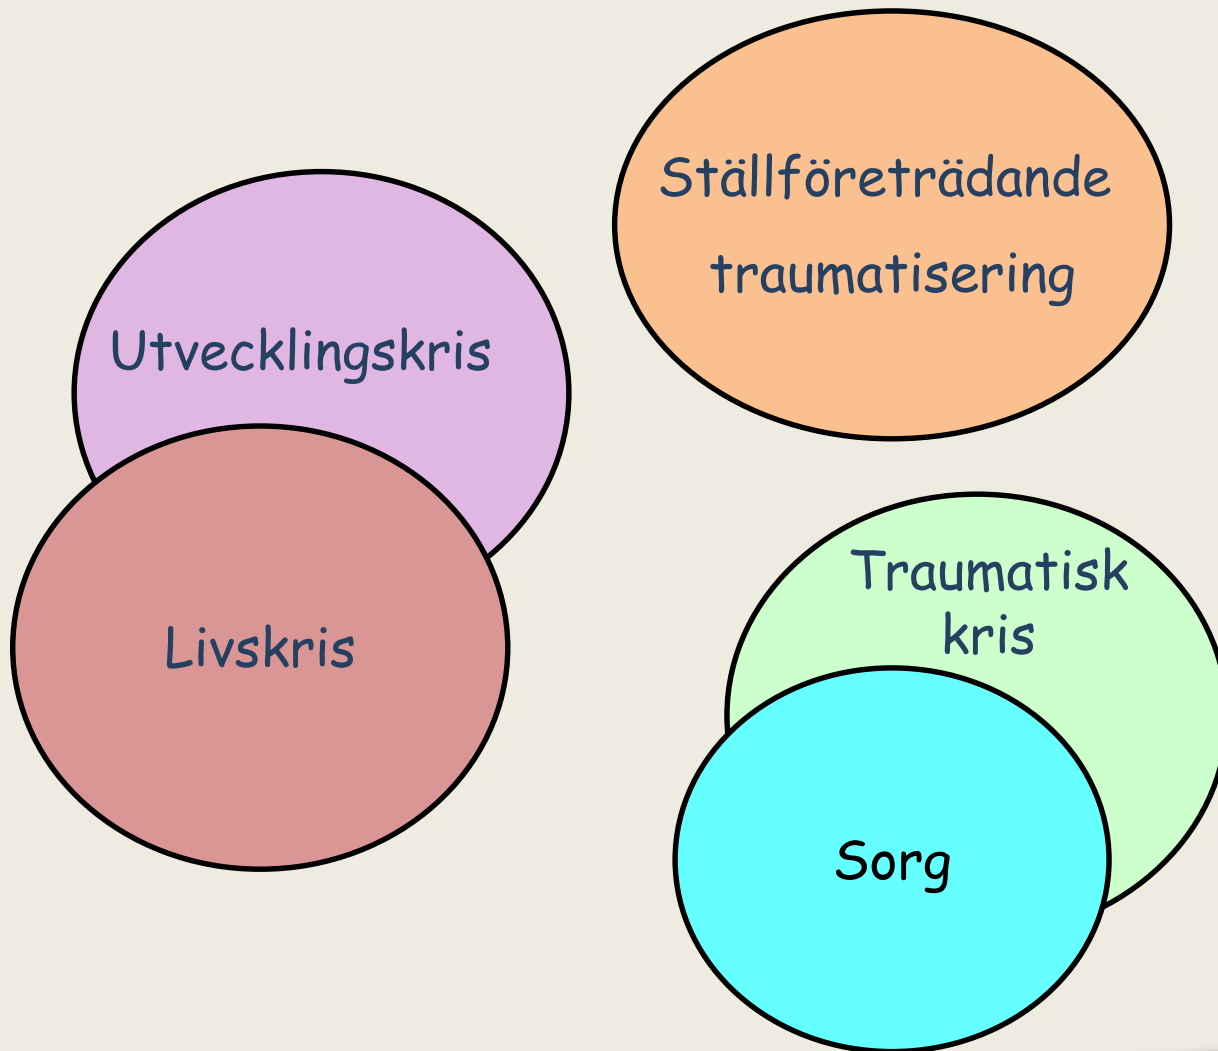 Ställföreträdande
traumatisering
Utvecklingskris
Livskris
Traumatisk
kris
Sorg